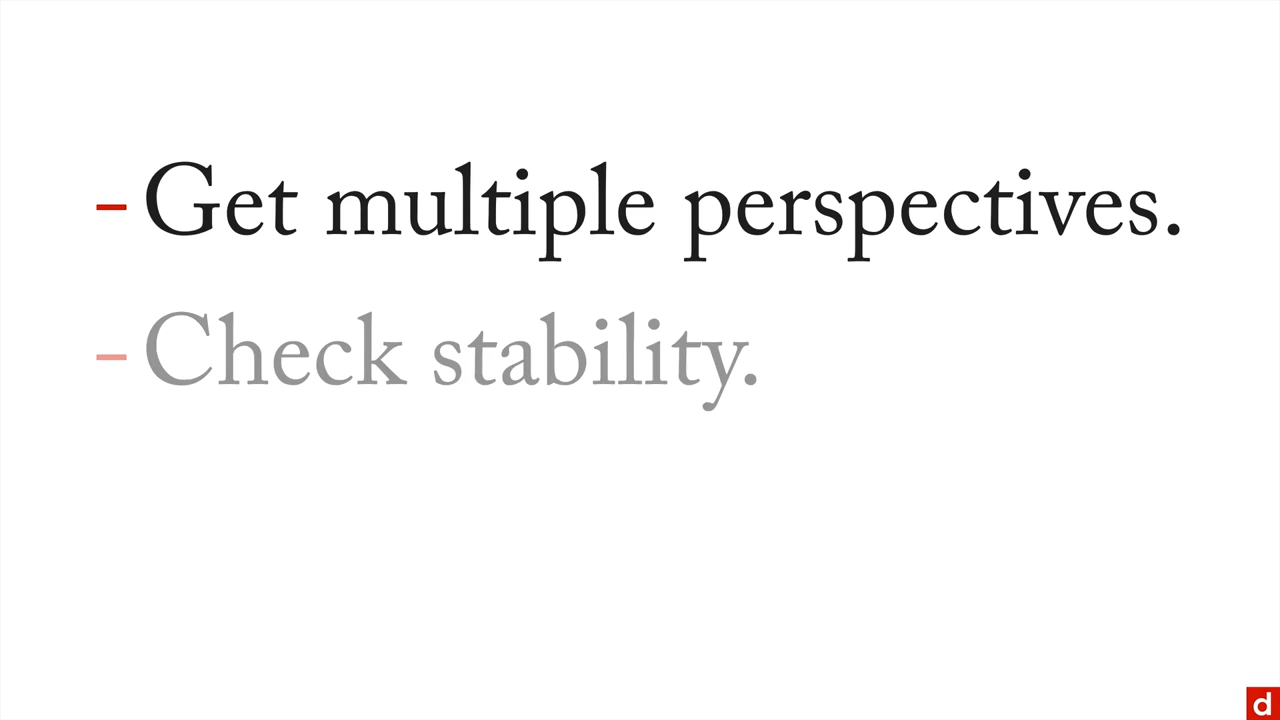 – Get multiple perspectives.
– Check stability.
d